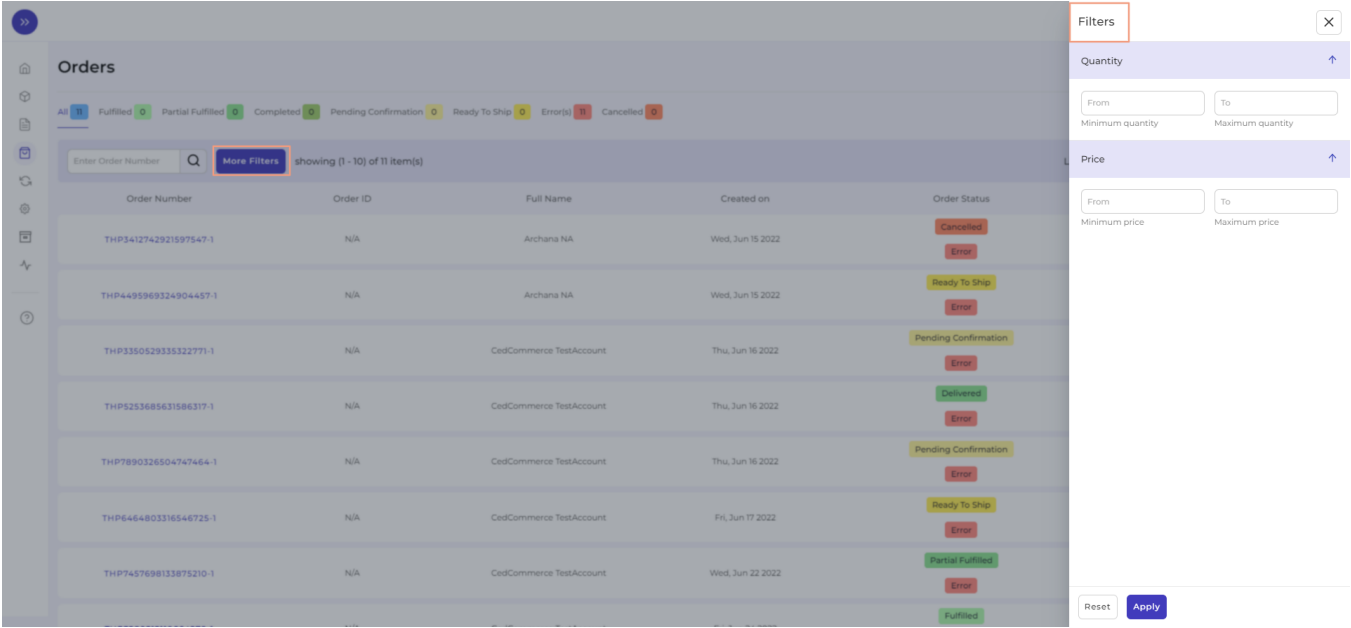 Filters
Orders
Quantity
From
To
Minimum quantity
Maximum quantity
All 11 Fulfilled 0 Partial Fulfilled 0 Completed 0 Pending Confirmation 0 Ready To Ship 0 Error(s) 11 Cancelled 0
Enter Order Number
More Filters
showing (1 - 10) of 11 item(s)
Price
From
To
Minimum price
Maximum price
Order Number Order ID Full Name Created on Order Status
THP3412742921597547-1 N/A Archana NA Wed, Jun 15 2022 Cancelled
Error
THP4495969324904457-1 N/A Archana NA Wed, Jun 15 2022 Ready To Ship
Error
THP3350529335322771-1 N/A CedCommerce TestAccount Thu, Jun 16 2022 Pending Confirmation
Error
THP5253685631586317-1 N/A CedCommerce TestAccount Thu, Jun 16 2022 Delivered
Error
THP7890326504747464-1 N/A CedCommerce TestAccount Thu, Jun 16 2022 Pending Confirmation
Error
THP6464803316546725-1 N/A CedCommerce TestAccount Fri, Jun 17 2022 Ready To Ship
Error
THP7457698133875210-1 N/A CedCommerce TestAccount Wed, Jun 22 2022 Partial Fulfilled
Error
Fulfilled
Reset
Apply